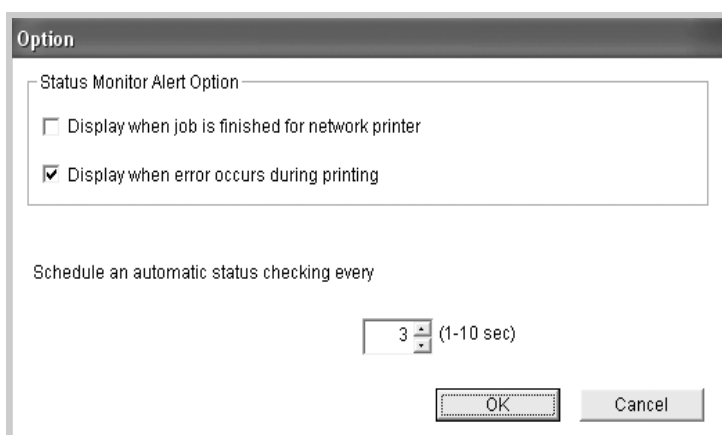 Option
Status Monitor Alert Option
Display when job is finished for network printer
Display when error occurs during printing
Schedule an automatic status checking every
3 (1-10 sec)
OK Cancel